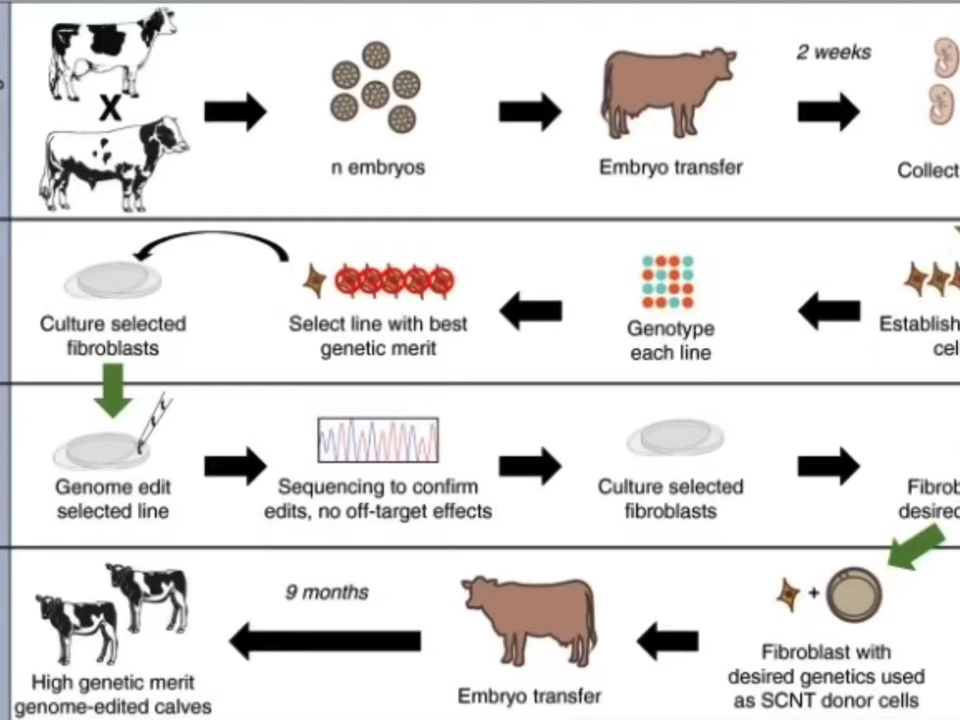 X
2 weeks
n embryos
Embryo transfer
Collect
Culture selected
fibroblasts
Select line with best
genetic merit
Genotype
each line
Establish
Genome edit
selected line
Sequencing to confirm
edits, no off-target effects
Culture selected
fibroblasts
desired
9 months
+
High genetic merit
genome-edited calves
Embryo transfer
Fibroblast with
desired genetics used
as SCNT donor cells